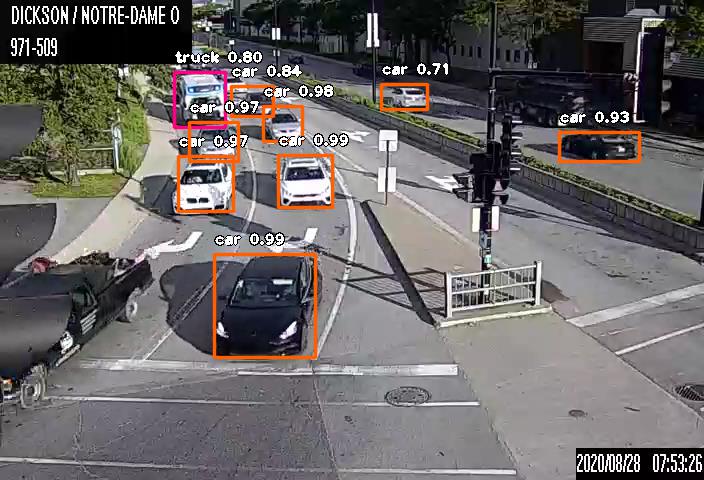 DICKSON / NOTRE-DAME O
971-509
truck 0.80
car 0.84
car 0.71
car 0.98
car 0.97
car 0.93
car 0.97
car 0.99
car 0.99
2020/08/28 07:53:26